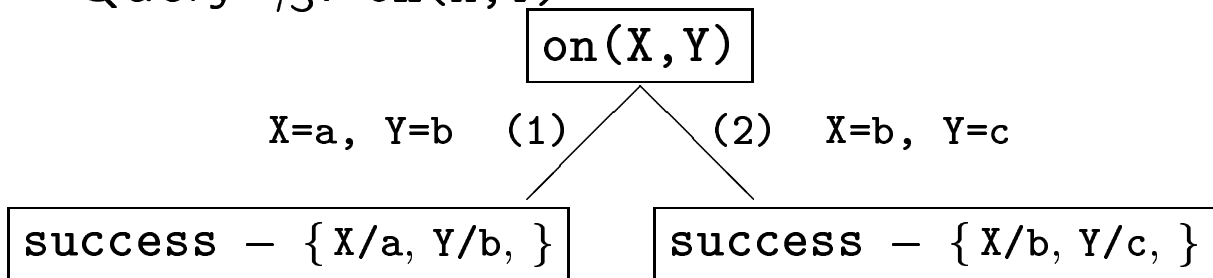 on(X,Y)
X=a, Y=b (1) (2) X=b, Y=c
success – { X/a, Y/b, } success – { X/b, Y/c, }